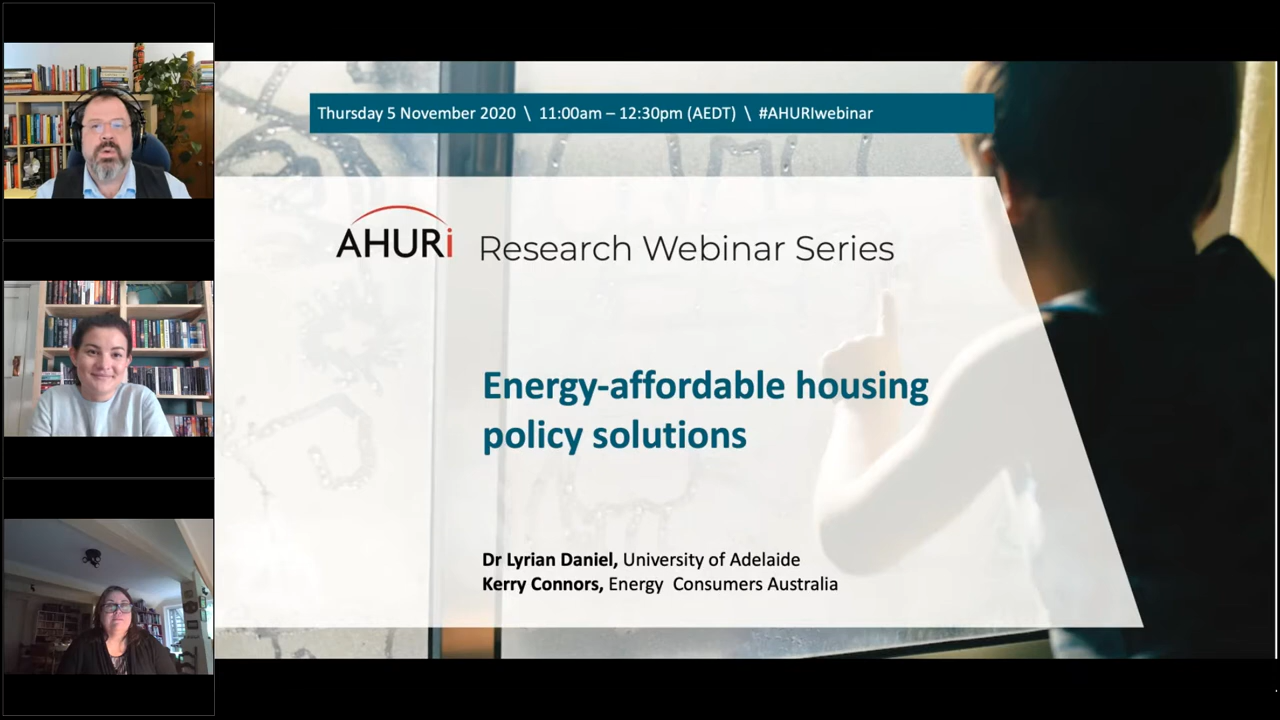 Thursday 5 November 2020 \ 11:00am – 12:30pm (AEDT) \ #AHURIwebinar
AHURi Research Webinar Series
Energy-affordable housing
policy solutions
Dr Lyrian Daniel, University of Adelaide
Kerry Connors, Energy Consumers Australia